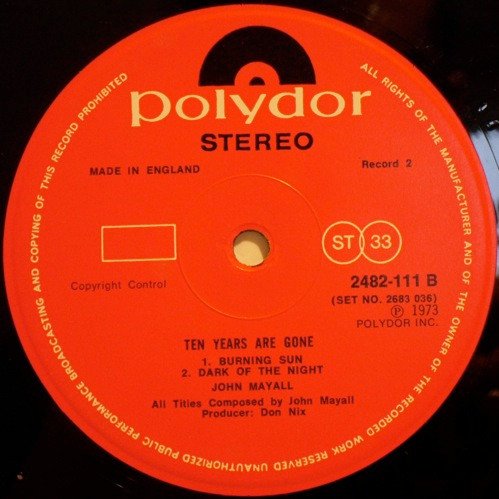 polydor
STEREO
MADE IN ENGLAND
Record 2
ST 33
Copyright Control
2482-111 B
(SET NO. 2683 036)
Ⓟ 1973
POLYDOR INC.
TEN YEARS ARE GONE
1. BURNING SUN
2. DARK OF THE NIGHT
JOHN MAYALL
All Titles Composed by John Mayall
Producer: Don Nix
ALL RIGHTS OF THE MANUFACTURER AND OF THE OWNER OF THE RECORDED WORK RESERVED UNAUTHORIZED PUBLIC PERFORMANCE BROADCASTING AND COPYING OF THIS RECORD PROHIBITED